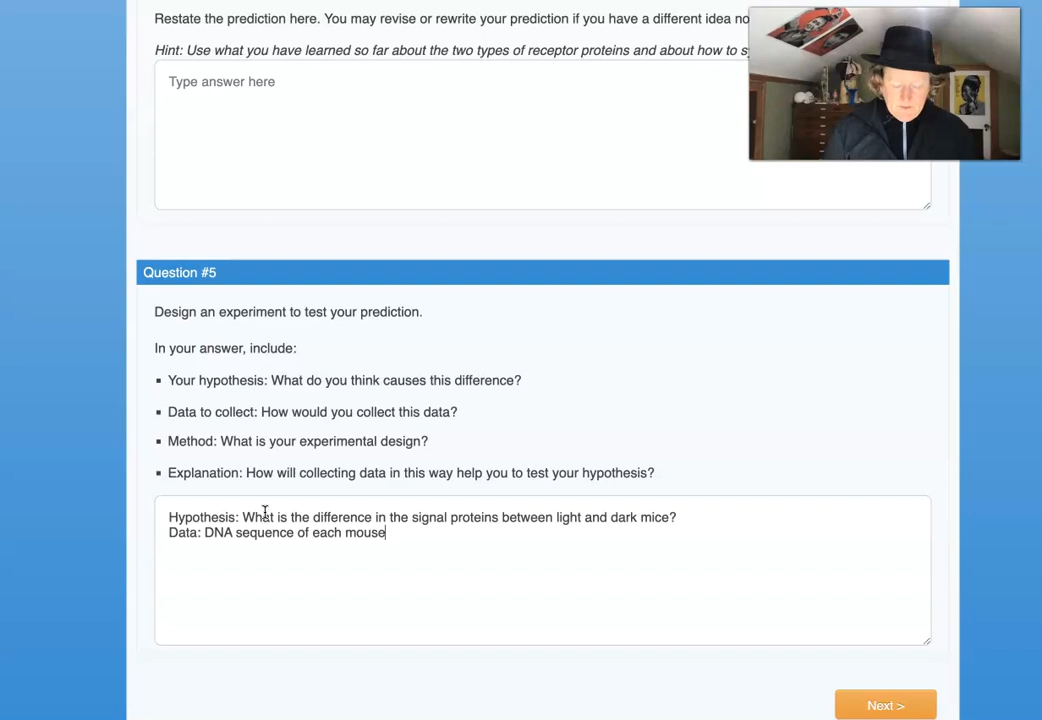 Restate the prediction here. You may revise or rewrite your prediction if you have a different idea no
Hint: Use what you have learned so far about the two types of receptor proteins and about how to s
Type answer here
Question #5
Design an experiment to test your prediction.
In your answer, include:
▪ Your hypothesis: What do you think causes this difference?
▪ Data to collect: How would you collect this data?
▪ Method: What is your experimental design?
▪ Explanation: How will collecting data in this way help you to test your hypothesis?
Hypothesis: What is the difference in the signal proteins between light and dark mice?
Data: DNA sequence of each mouse
Next >